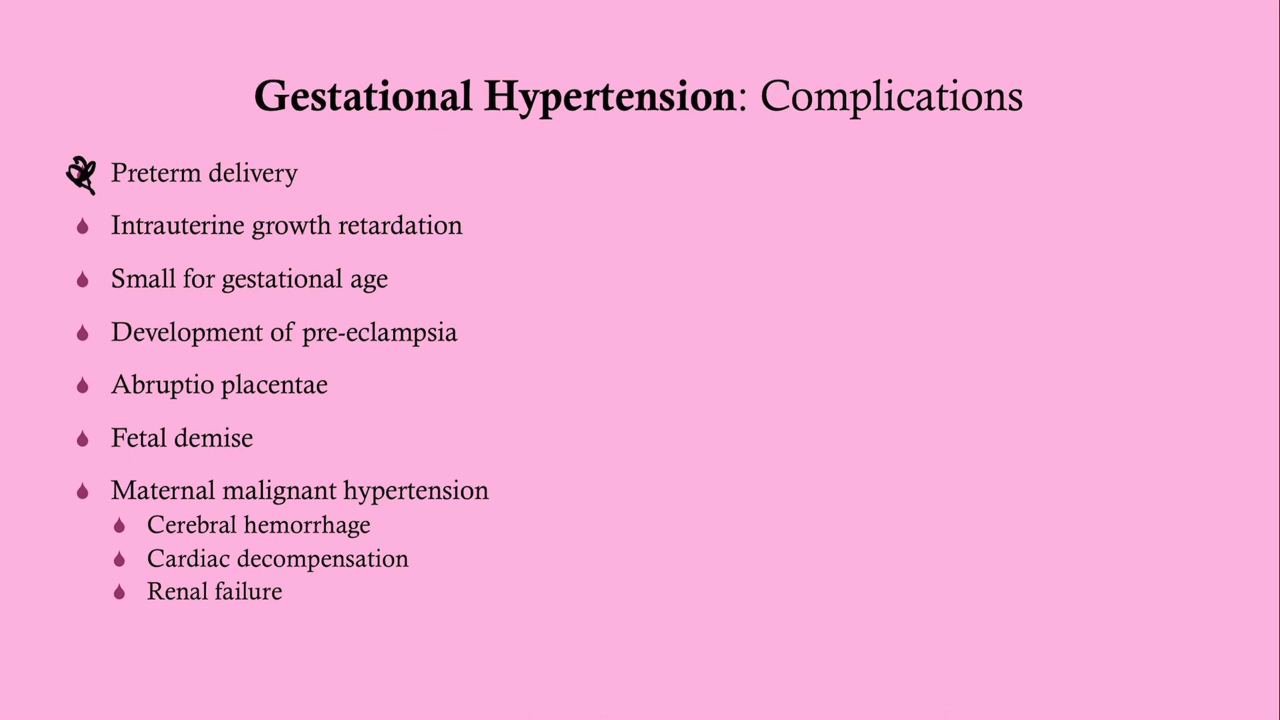 Gestational Hypertension: Complications
Preterm delivery
Intrauterine growth retardation
Small for gestational age
Development of pre-eclampsia
Abruptio placentae
Fetal demise
Maternal malignant hypertension
Cerebral hemorrhage
Cardiac decompensation
Renal failure